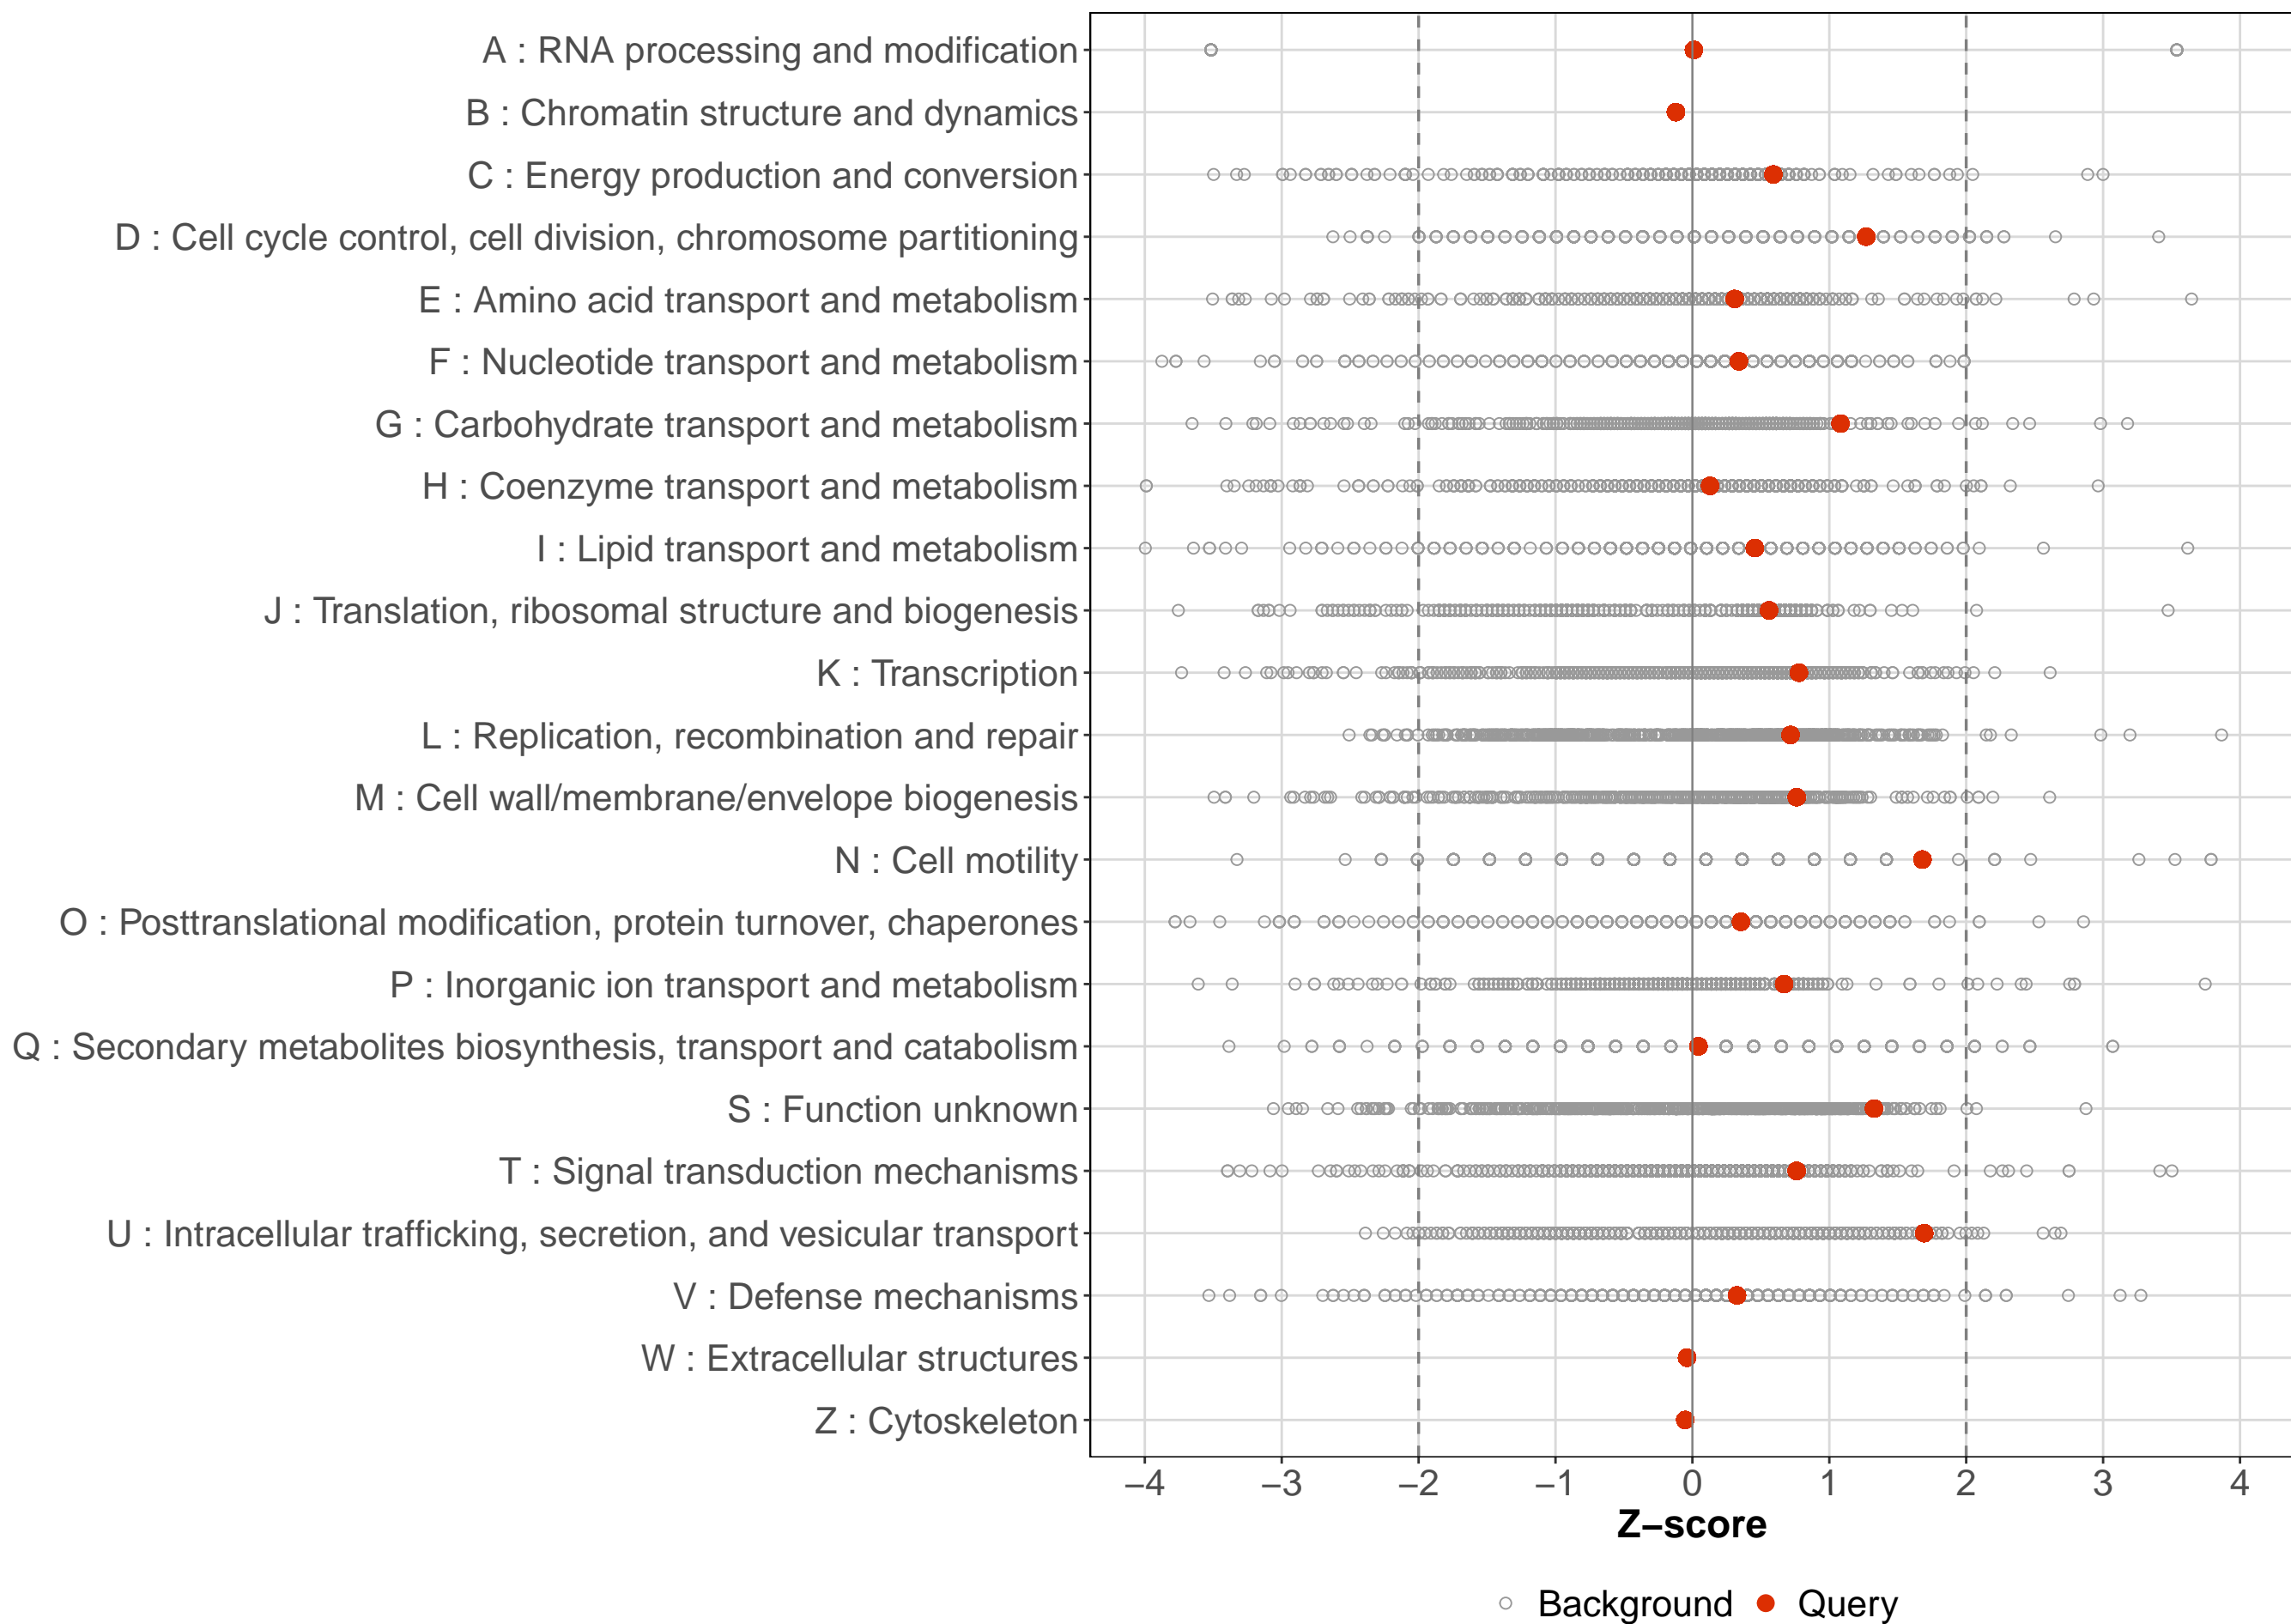 A : RNA processing and modification
B : Chromatin structure and dynamics
C : Energy production and conversion
D : Cell cycle control, cell division, chromosome partitioning
E : Amino acid transport and metabolism
F : Nucleotide transport and metabolism
G : Carbohydrate transport and metabolism
H : Coenzyme transport and metabolism
I : Lipid transport and metabolism
J : Translation, ribosomal structure and biogenesis
K : Transcription
L : Replication, recombination and repair
M : Cell wall/membrane/envelope biogenesis
N : Cell motility
O : Posttranslational modification, protein turnover, chaperones
P : Inorganic ion transport and metabolism
Q : Secondary metabolites biosynthesis, transport and catabolism
S : Function unknown
T : Signal transduction mechanisms
U : Intracellular trafficking, secretion, and vesicular transport
V : Defense mechanisms
W : Extracellular structures
Z : Cytoskeleton
−4 −3 −2 −1 0 1 2 3 4
Z−score
Background Query